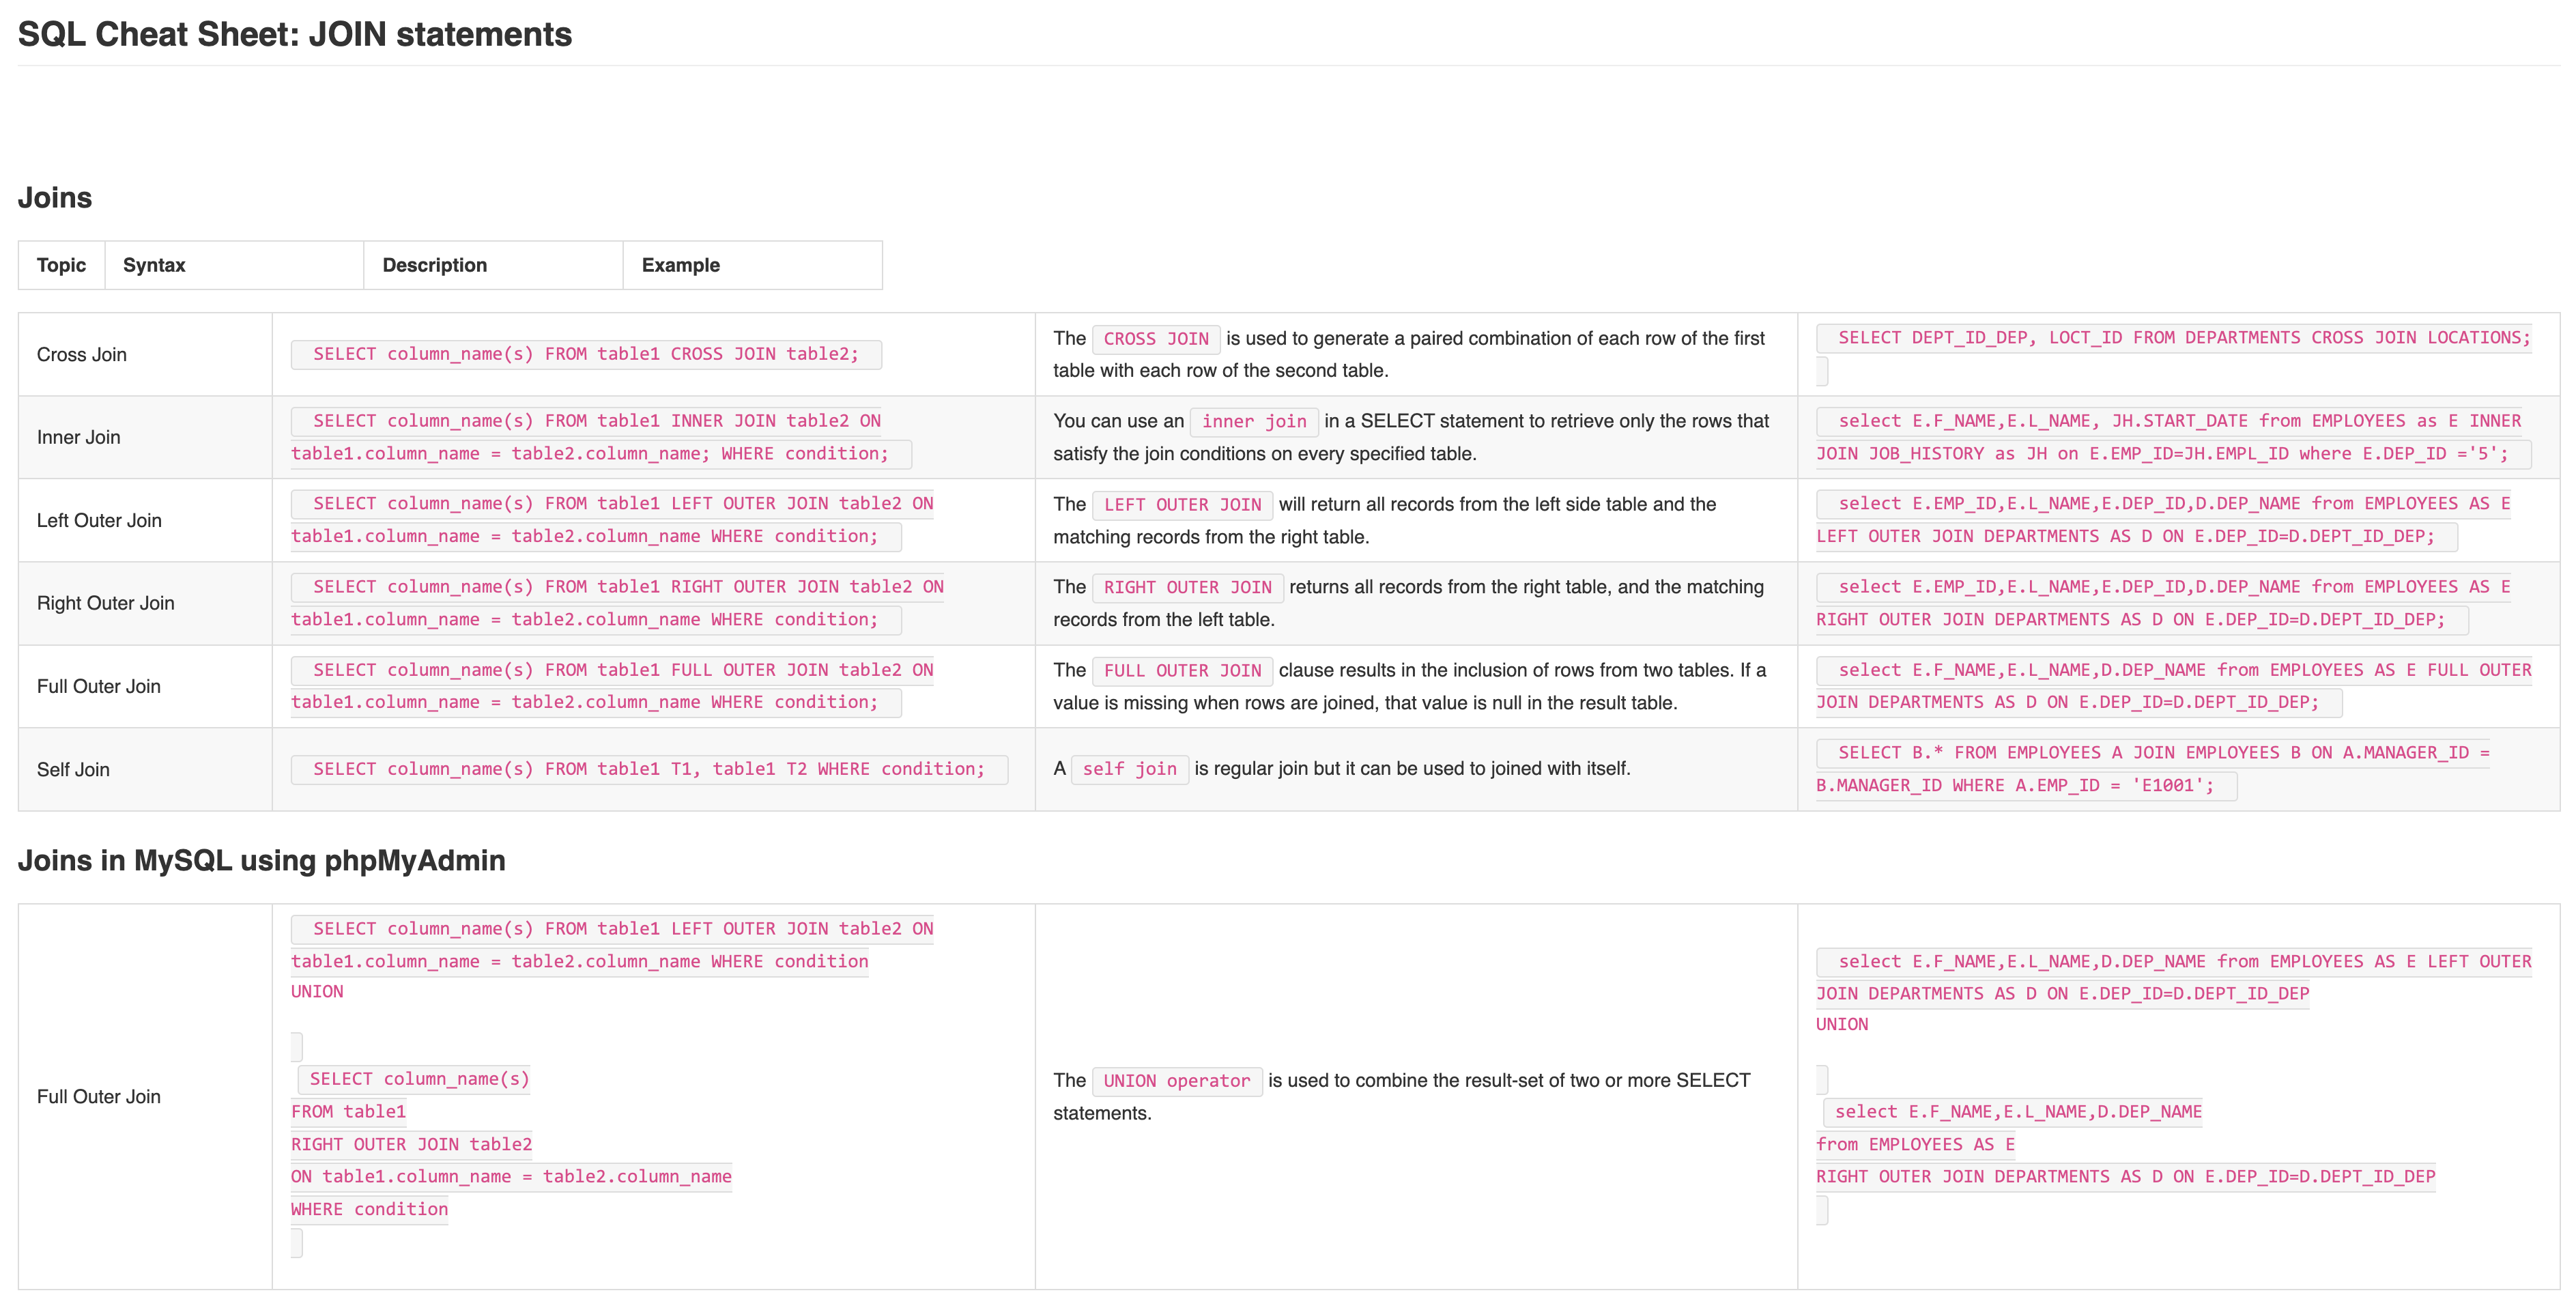 SQL Cheat Sheet: JOIN statements
Joins
Topic Syntax Description Example
Cross Join
SELECT column_name(s) FROM table1 CROSS JOIN table2;
The CROSS JOIN is used to generate a paired combination of each row of the first
table with each row of the second table.
SELECT DEPT_ID_DEP, LOCT_ID FROM DEPARTMENTS CROSS JOIN LOCATIONS;
Inner Join
SELECT column_name(s) FROM table1 INNER JOIN table2 ON
table1.column_name = table2.column_name; WHERE condition;
You can use an inner join in a SELECT statement to retrieve only the rows that
satisfy the join conditions on every specified table.
select E.F_NAME,E.L_NAME, JH.START_DATE from EMPLOYEES as E INNER
JOIN JOB_HISTORY as JH on E.EMP_ID=JH.EMPL_ID where E.DEP_ID ='5';
Left Outer Join
SELECT column_name(s) FROM table1 LEFT OUTER JOIN table2 ON
table1.column_name = table2.column_name WHERE condition;
The LEFT OUTER JOIN will return all records from the left side table and the
matching records from the right table.
select E.EMP_ID,E.L_NAME,E.DEP_ID,D.DEP_NAME from EMPLOYEES AS E
LEFT OUTER JOIN DEPARTMENTS AS D ON E.DEP_ID=D.DEPT_ID_DEP;
Right Outer Join
SELECT column_name(s) FROM table1 RIGHT OUTER JOIN table2 ON
table1.column_name = table2.column_name WHERE condition;
The RIGHT OUTER JOIN returns all records from the right table, and the matching
records from the left table.
select E.EMP_ID,E.L_NAME,E.DEP_ID,D.DEP_NAME from EMPLOYEES AS E
RIGHT OUTER JOIN DEPARTMENTS AS D ON E.DEP_ID=D.DEPT_ID_DEP;
Full Outer Join
SELECT column_name(s) FROM table1 FULL OUTER JOIN table2 ON
table1.column_name = table2.column_name WHERE condition;
The FULL OUTER JOIN clause results in the inclusion of rows from two tables. If a
value is missing when rows are joined, that value is null in the result table.
select E.F_NAME,E.L_NAME,D.DEP_NAME from EMPLOYEES AS E FULL OUTER
JOIN DEPARTMENTS AS D ON E.DEP_ID=D.DEPT_ID_DEP;
Self Join
SELECT column_name(s) FROM table1 T1, table1 T2 WHERE condition;
A self join is regular join but it can be used to joined with itself.
SELECT B.* FROM EMPLOYEES A JOIN EMPLOYEES B ON A.MANAGER_ID =
B.MANAGER_ID WHERE A.EMP_ID = 'E1001';
Joins in MySQL using phpMyAdmin
Full Outer Join
SELECT column_name(s) FROM table1 LEFT OUTER JOIN table2 ON
table1.column_name = table2.column_name WHERE condition
UNION
SELECT column_name(s)
FROM table1
RIGHT OUTER JOIN table2
ON table1.column_name = table2.column_name
WHERE condition
The UNION operator is used to combine the result-set of two or more SELECT
statements.
select E.F_NAME,E.L_NAME,D.DEP_NAME from EMPLOYEES AS E LEFT OUTER
JOIN DEPARTMENTS AS D ON E.DEP_ID=D.DEPT_ID_DEP
UNION
select E.F_NAME,E.L_NAME,D.DEP_NAME
from EMPLOYEES AS E
RIGHT OUTER JOIN DEPARTMENTS AS D ON E.DEP_ID=D.DEPT_ID_DEP